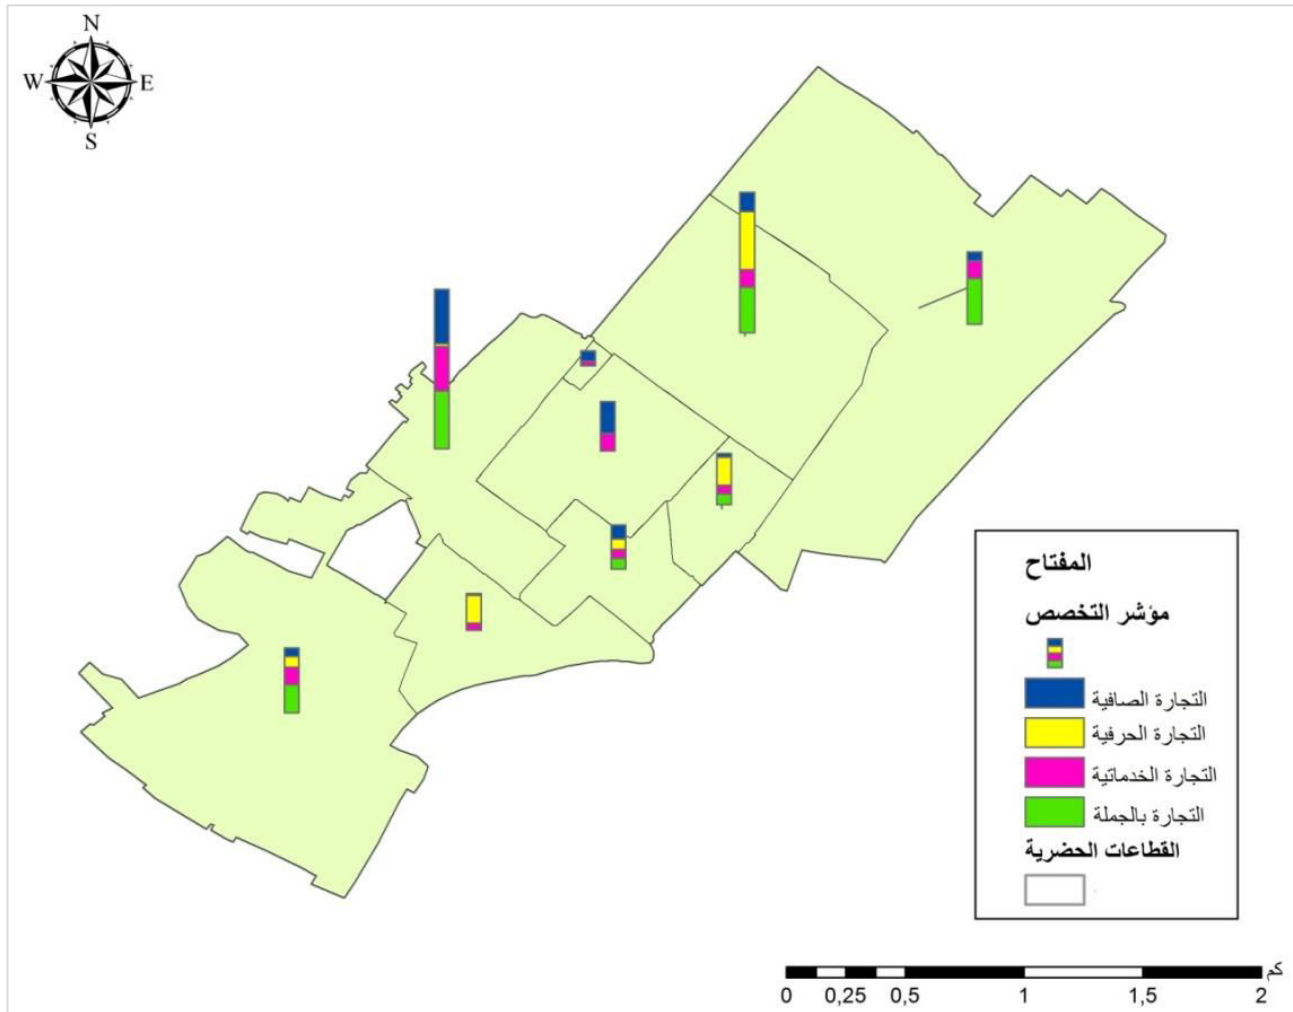 N
W E
S
المفتاح
مؤشر التخصص
التجارة الصافية
التجارة الحرفية
التجارة الخدماتية
التجارة بالجملة
القطاعات الحضرية
كم
0 0,25 0,5 1 1,5 2